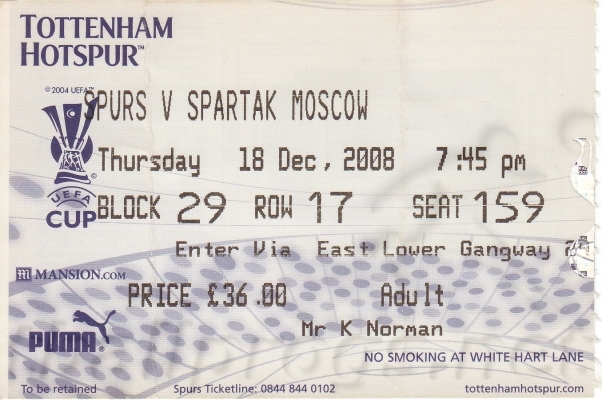 TOTTENHAM
HOTSPUR™
© 2004 UEFA™
SPURS V SPARTAK MOSCOW
Thursday 18 Dec, 2008 7:45 pm
UEFA
CUP
BLOCK 29 ROW 17 SEAT 159
Enter Via East Lower Gangway
MANSION.COM
PRICE £36.00 Adult
PUMA
Mr K Norman
NO SMOKING AT WHITE HART LANE
To be retained Spurs Ticketline: 0844 844 0102 tottenhamhotspur.com